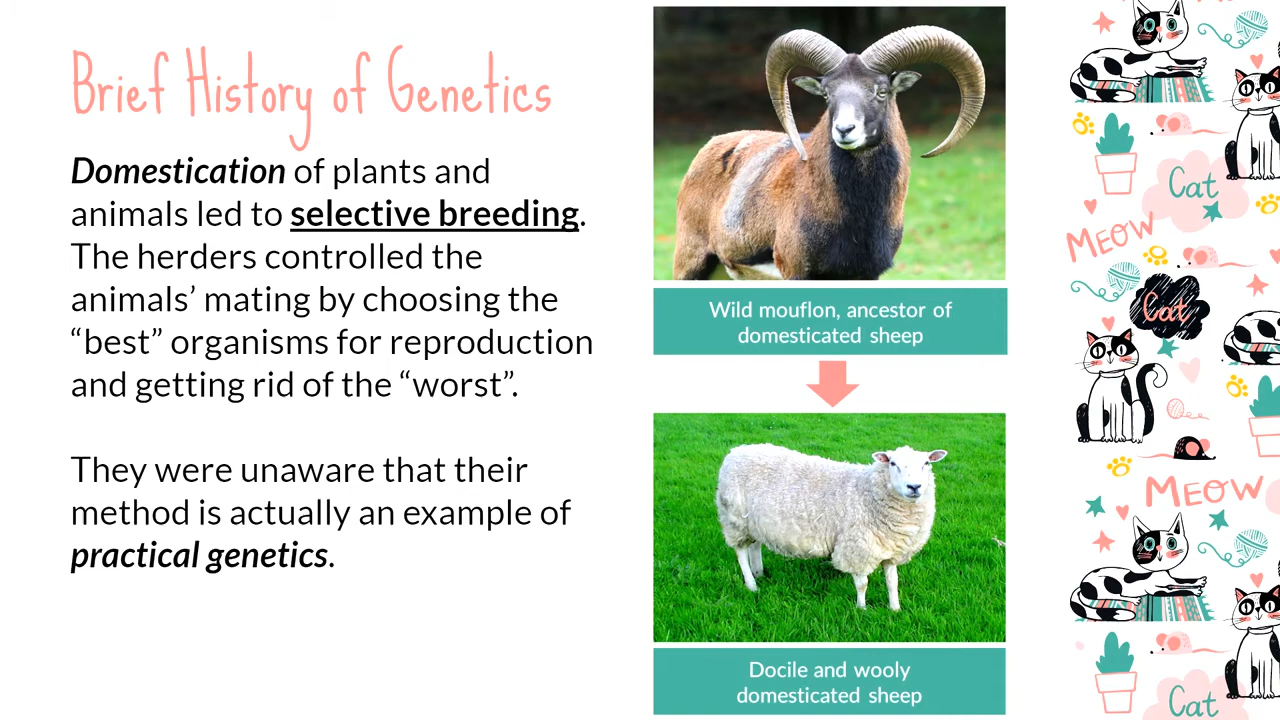 Brief History of Genetics
Domestication of plants and
animals led to selective breeding.
The herders controlled the
animals’ mating by choosing the
“best” organisms for reproduction
and getting rid of the “worst”.
They were unaware that their
method is actually an example of
practical genetics.
Wild mouflon, ancestor of
domesticated sheep
Docile and wooly
domesticated sheep
Cat
MEOW
Cat
MEOW
Cat